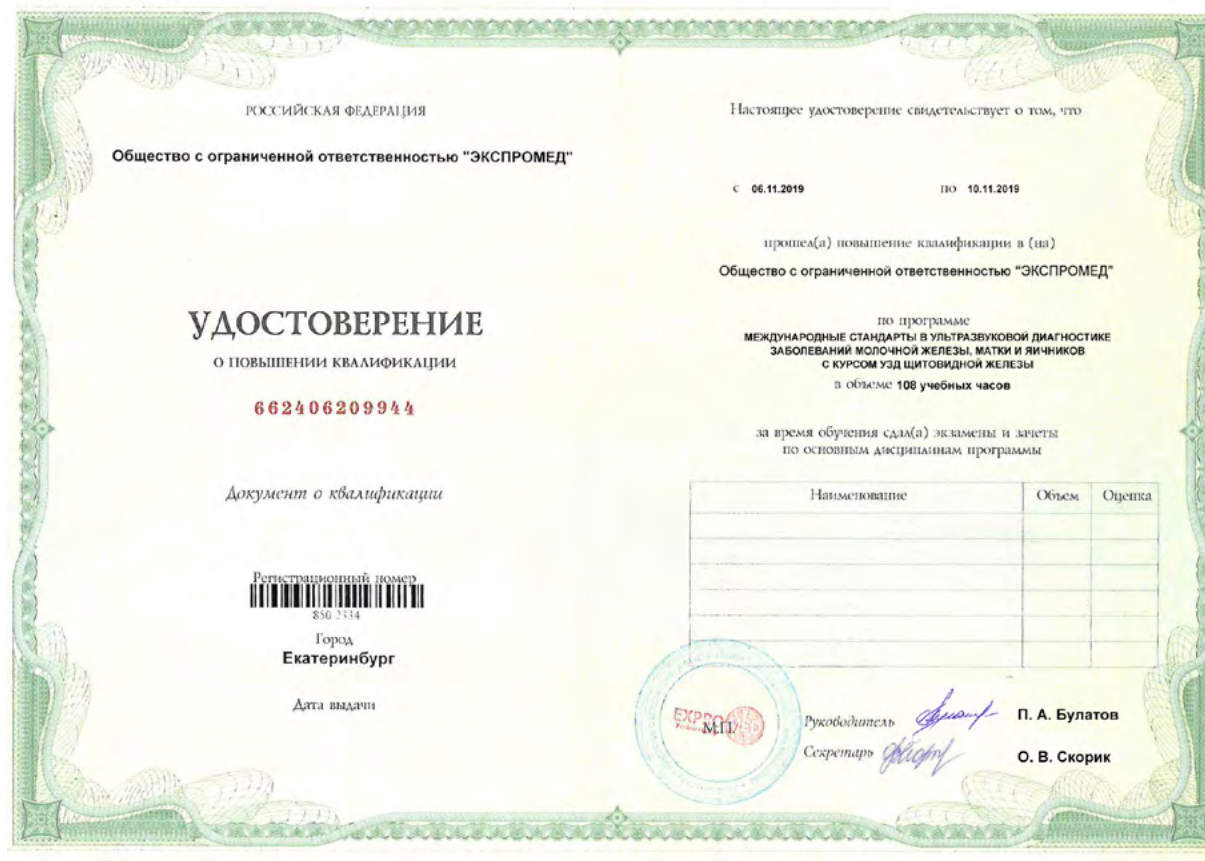 РОССИЙСКАЯ ФЕДЕРАЦИЯ
Общество с ограниченной ответственностью "ЭКСПРОМЕД"
УДОСТОВЕРЕНИЕ
О ПОВЫШЕНИИ КВАЛИФИКАЦИИ
662406209944
Документ о квалификации
Регистрационный номер
850-2334
Город
Екатеринбург
Дата выдачи
Настоящее удостоверение свидетельствует о том, что
с 06.11.2019 по 10.11.2019
прошел(а) повышение квалификации в (на)
Общество с ограниченной ответственностью "ЭКСПРОМЕД"
по программе
МЕЖДУНАРОДНЫЕ СТАНДАРТЫ В УЛЬТРАЗВУКОВОЙ ДИАГНОСТИКЕ
ЗАБОЛЕВАНИЙ МОЛОЧНОЙ ЖЕЛЕЗЫ, МАТКИ И ЯИЧНИКОВ
С КУРСОМ УЗД ЩИТОВИДНОЙ ЖЕЛЕЗЫ
в объеме 108 учебных часов
за время обучения сдал(а) экзамены и зачеты
по основным дисциплинам программы
Наименование Объем Оценка
М.П.
Руководитель П. А. Булатов
Секретарь О. В. Скорик